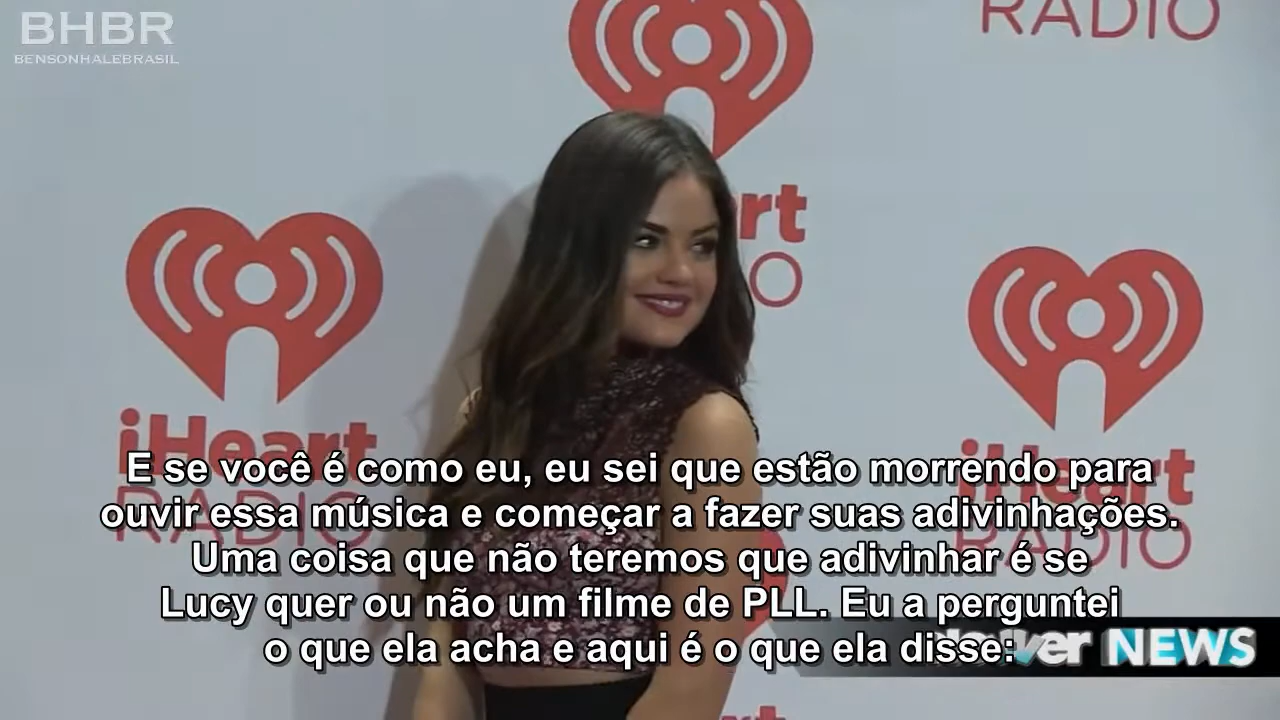 BHBR
BENSONHALEBRASIL
RADIO
iHeart
RADIO
E se você é como eu, eu sei que estão morrendo para
ouvir essa música e começar a fazer suas adivinhações.
Uma coisa que não teremos que adivinhar é se
Lucy quer ou não um filme de PLL. Eu a perguntei
o que ela acha e aqui é o que ela disse:
iHeart
RADIO
NEWS